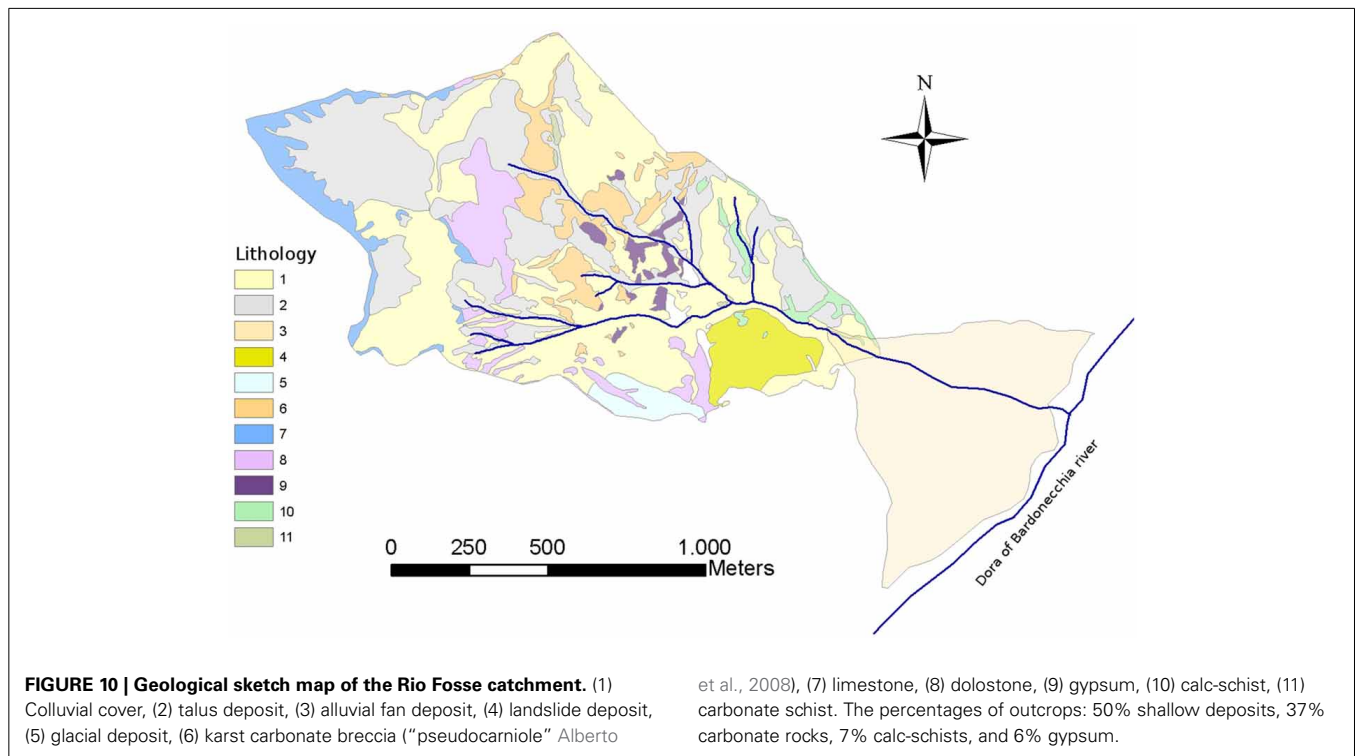 N
Lithology
1
2
3
4
5
6
7
8
9
10
11
0 250 500 1.000
Meters
Dora of Bardonecchia river
FIGURE 10 | Geological sketch map of the Rio Fosse catchment. (1)
Colluvial cover, (2) talus deposit, (3) alluvial fan deposit, (4) landslide deposit,
(5) glacial deposit, (6) karst carbonate breccia (“pseudocarniole” Alberto
et al., 2008), (7) limestone, (8) dolostone, (9) gypsum, (10) calc-schist, (11)
carbonate schist. The percentages of outcrops: 50% shallow deposits, 37%
carbonate rocks, 7% calc-schists, and 6% gypsum.